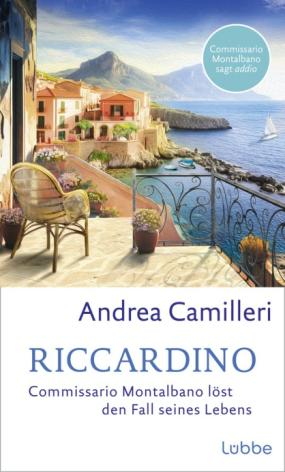 Commissario
Montalbano
sagt addio
Andrea Camilleri
RICCARDINO
Commissario Montalbano löst
den Fall seines Lebens
Lübbe